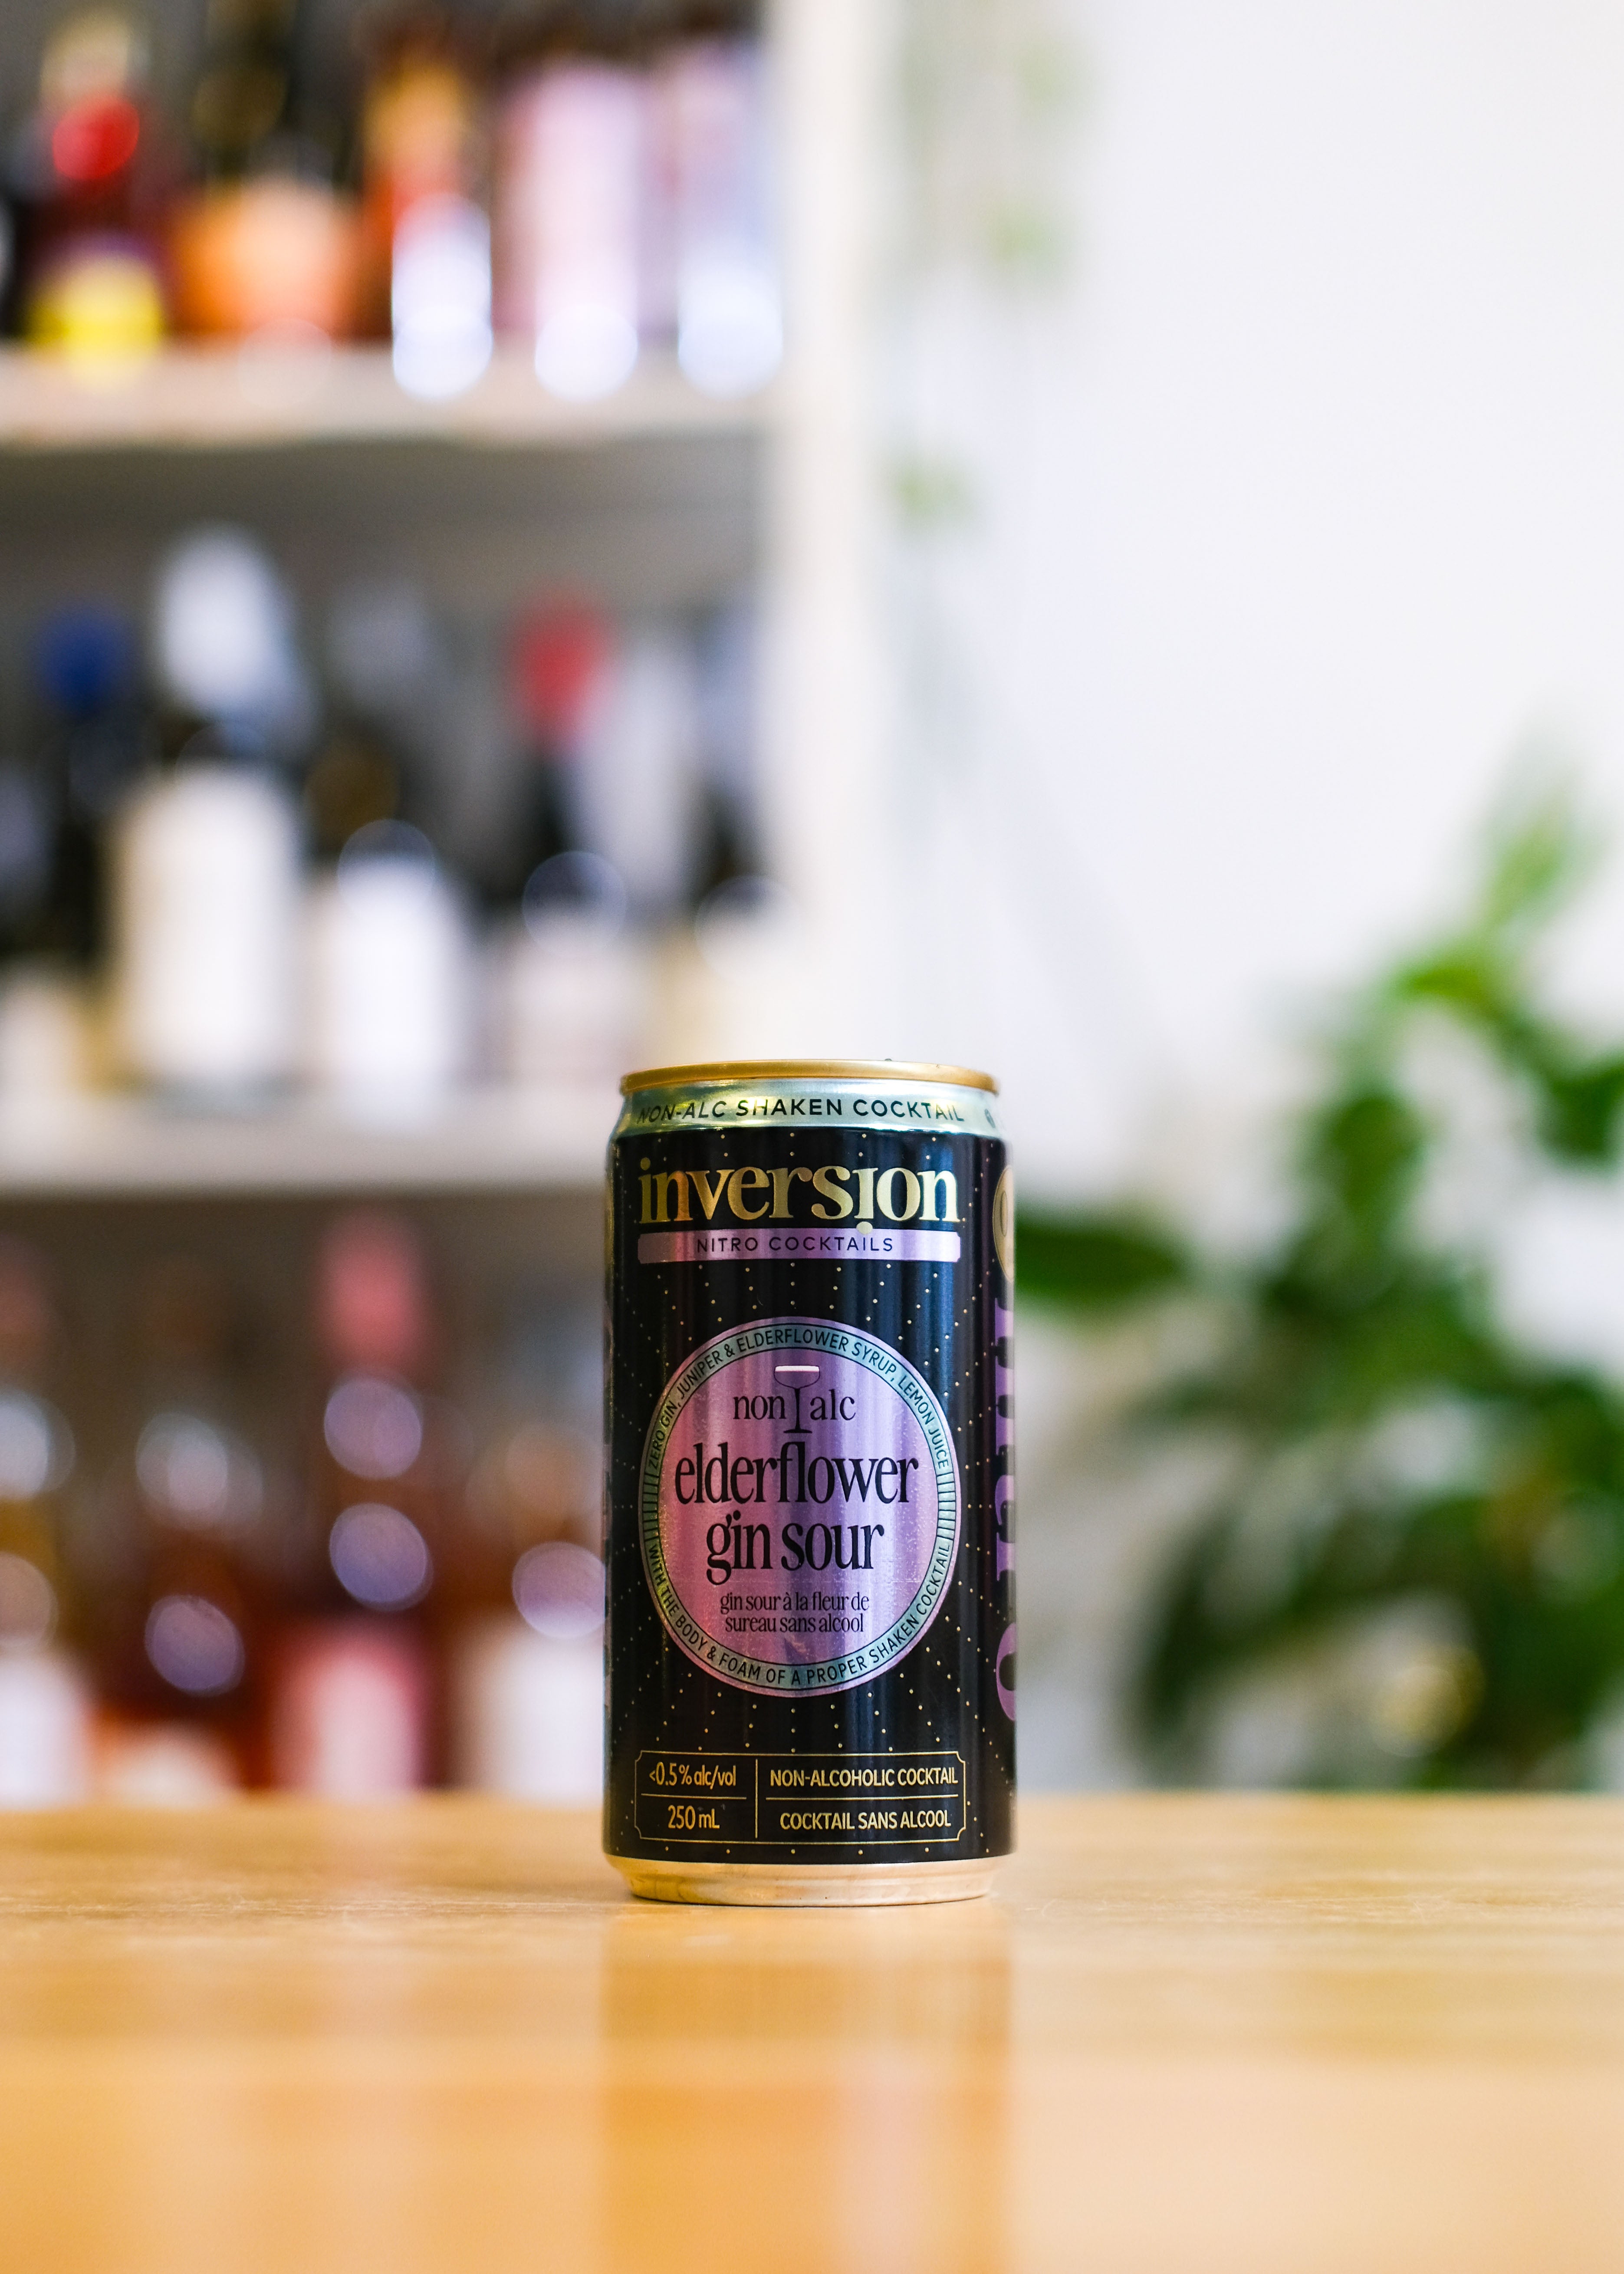 NON-ALC SHAKEN COCKTAIL
inversion
NITRO COCKTAILS
ZERO GIN, JUNIPER & ELDERFLOWER SYRUP, LEMON JUICE
non alc
elderflower
gin sour
gin sour à la fleur de
sureau sans alcool
WITH THE BODY & FOAM OF A PROPER SHAKEN COCKTAIL
<0.5% alc/vol
250 mL
NON-ALCOHOLIC COCKTAIL
COCKTAIL SANS ALCOOL